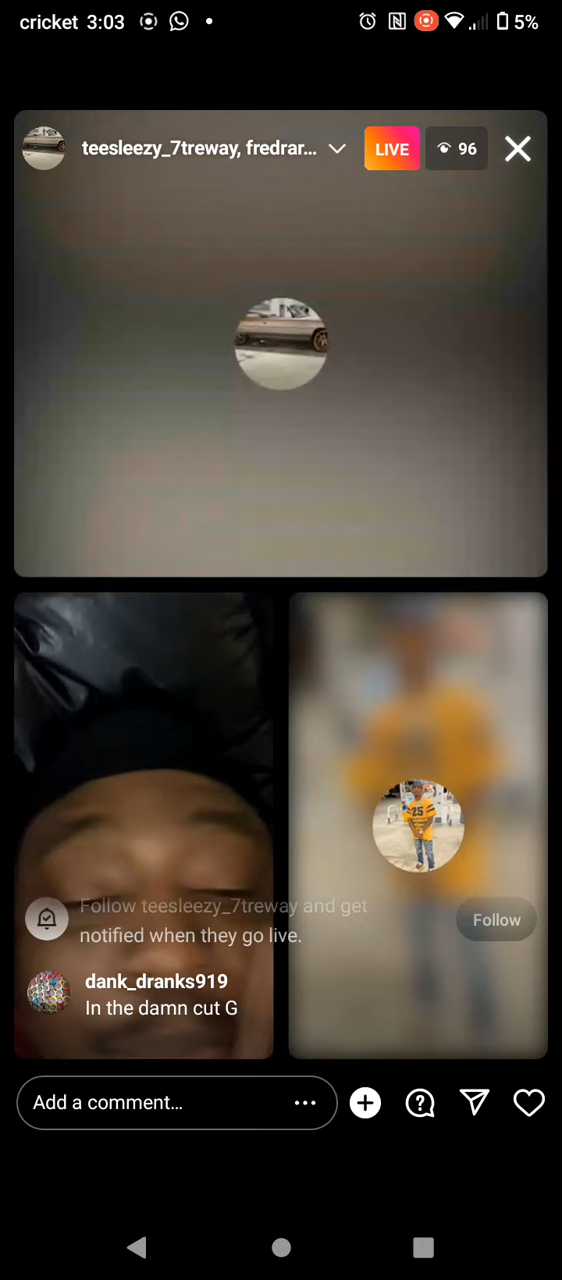 cricket 3:03 5%
teesleezy_7treway, fredrar... LIVE 96
25
Follow teesleezy_7treway and get
notified when they go live.
Follow
dank_dranks919
In the damn cut G
Add a comment...